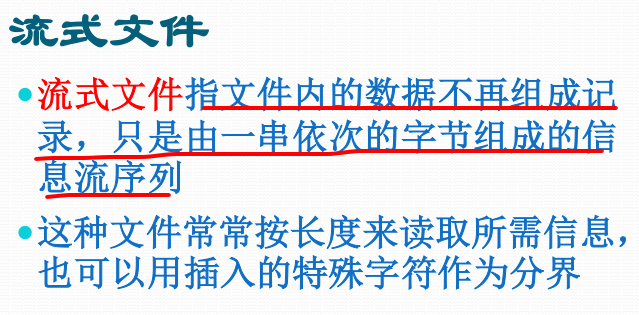 流式文件
•流式文件指文件内的数据不再组成记
录，只是由一串依次的字节组成的信
息流序列
•这种文件常常按长度来读取所需信息，
也可以用插入的特殊字符作为分界